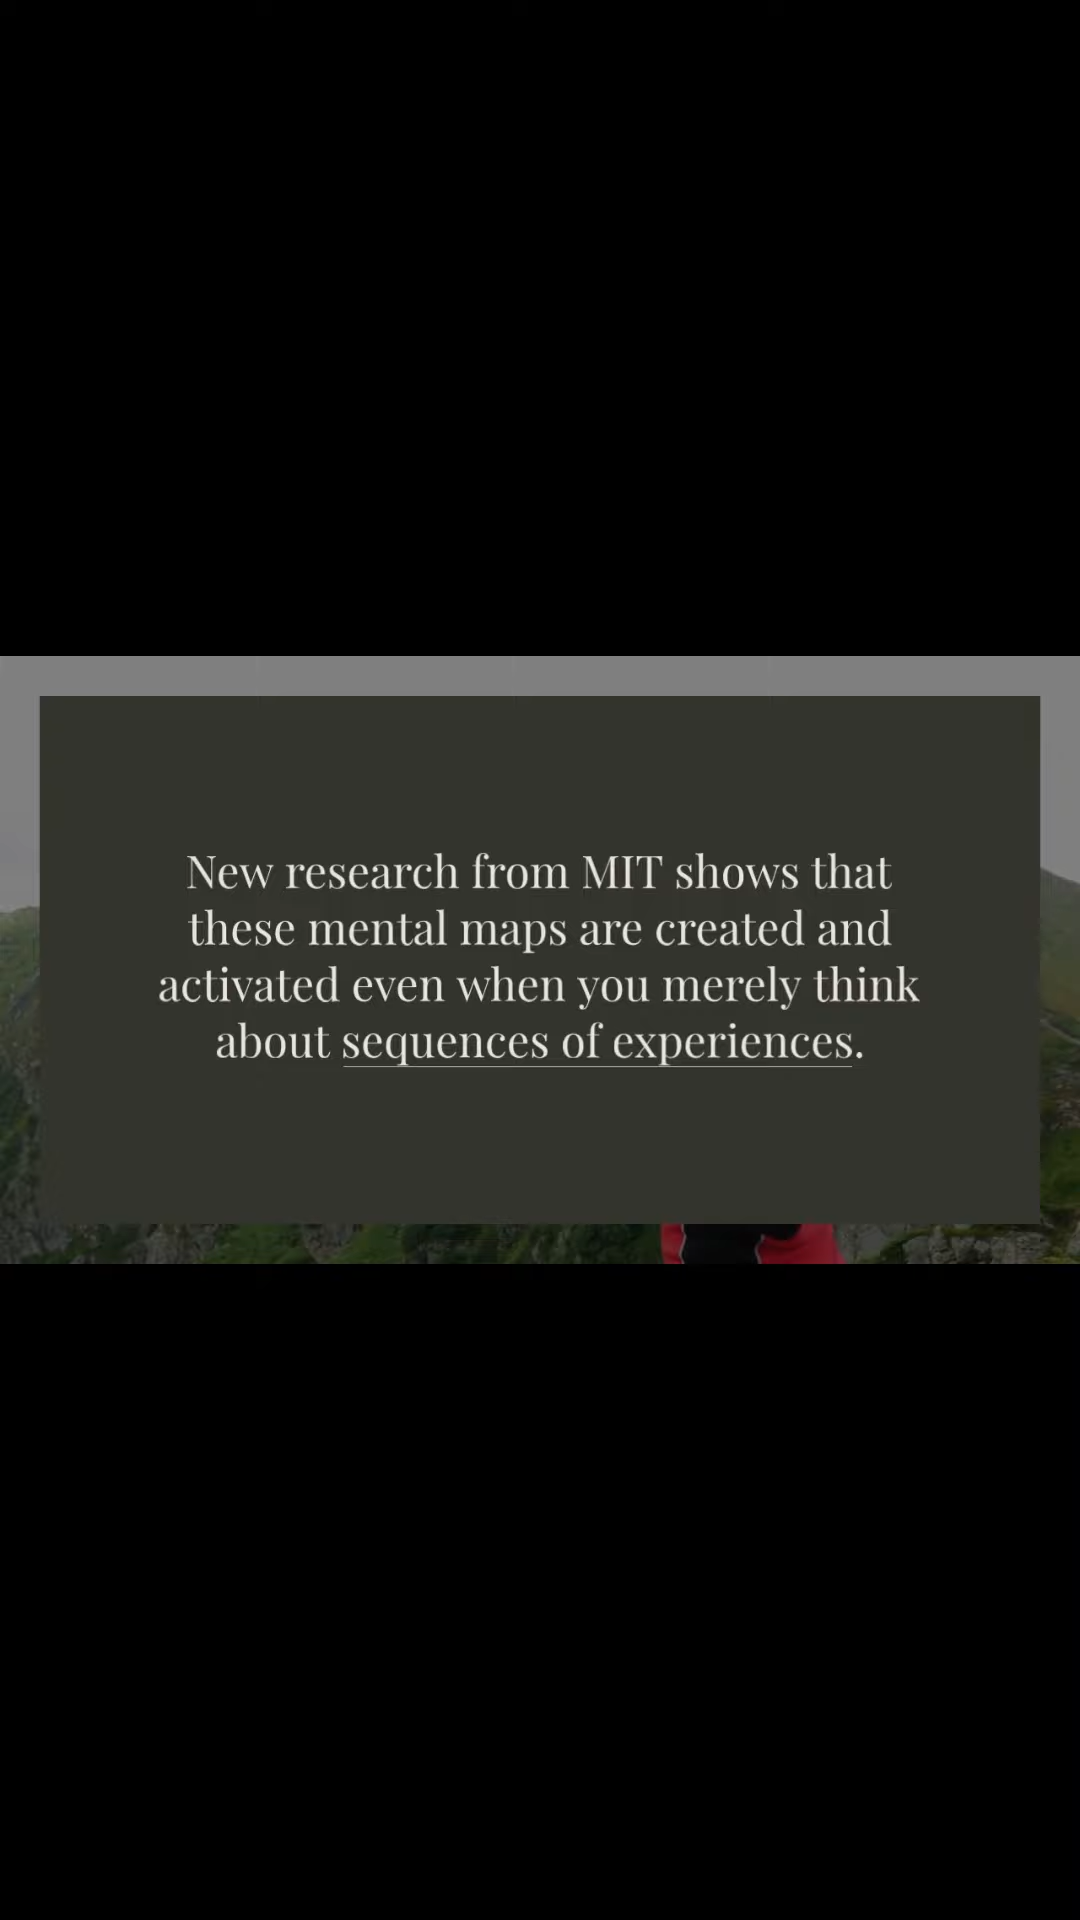 New research from MIT shows that
these mental maps are created and
activated even when you merely think
about sequences of experiences.